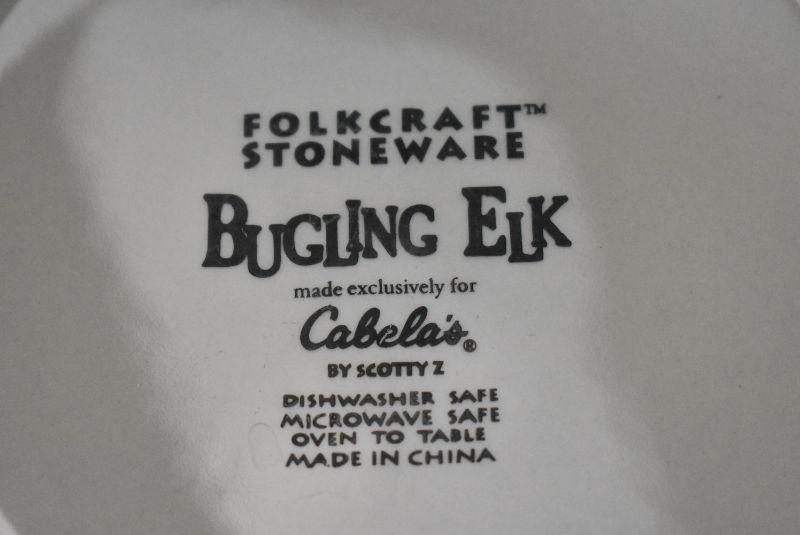 FOLKCRAFT™
STONEWARE
BUGLING ELK
made exclusively for
Cabela's®
BY SCOTTY Z
DISHWASHER SAFE
MICROWAVE SAFE
OVEN TO TABLE
MADE IN CHINA